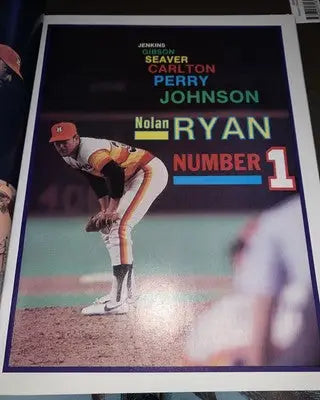 JENKINS
GIBSON
SEAVER
CARLTON
PERRY
JOHNSON
Nolan RYAN
NUMBER 1
H